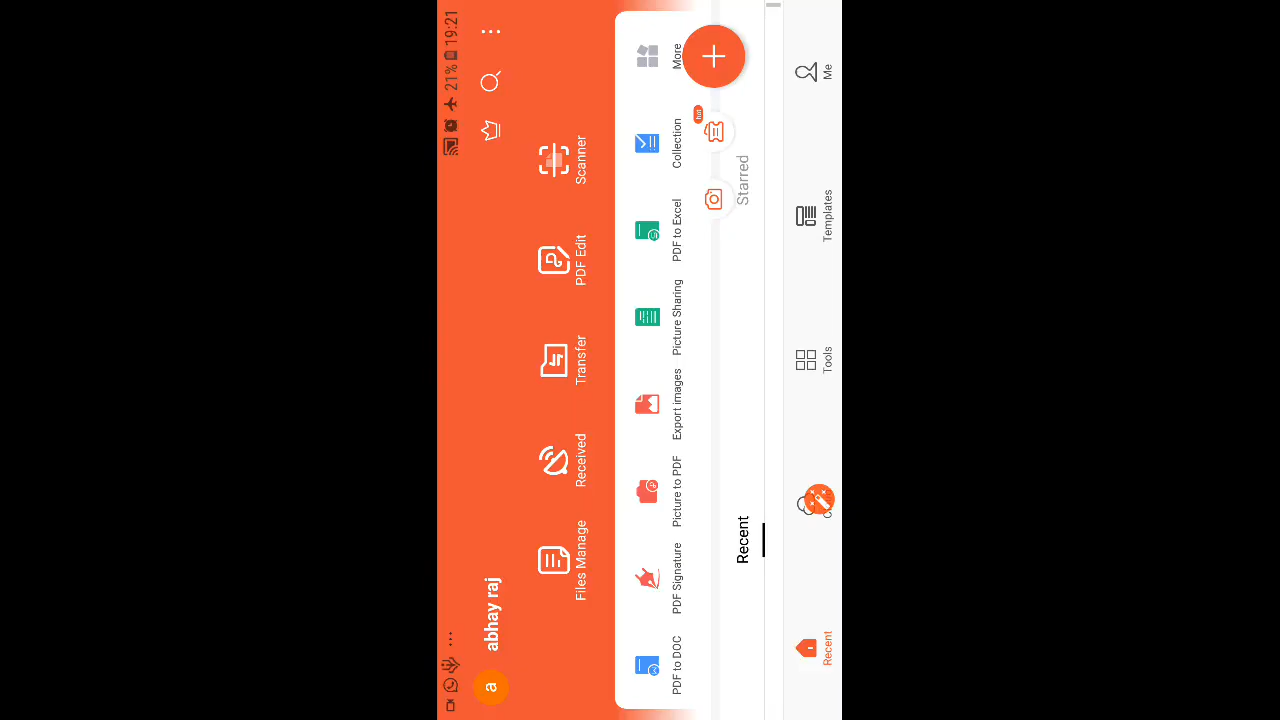 19:21
21%
a abhay raj
Files Manage Received Transfer PDF Edit Scanner
PDF to DOC PDF Signature Picture to PDF Export images Picture Sharing PDF to Excel Collection More
hot
Recent Starred
Recent Tools Templates Me